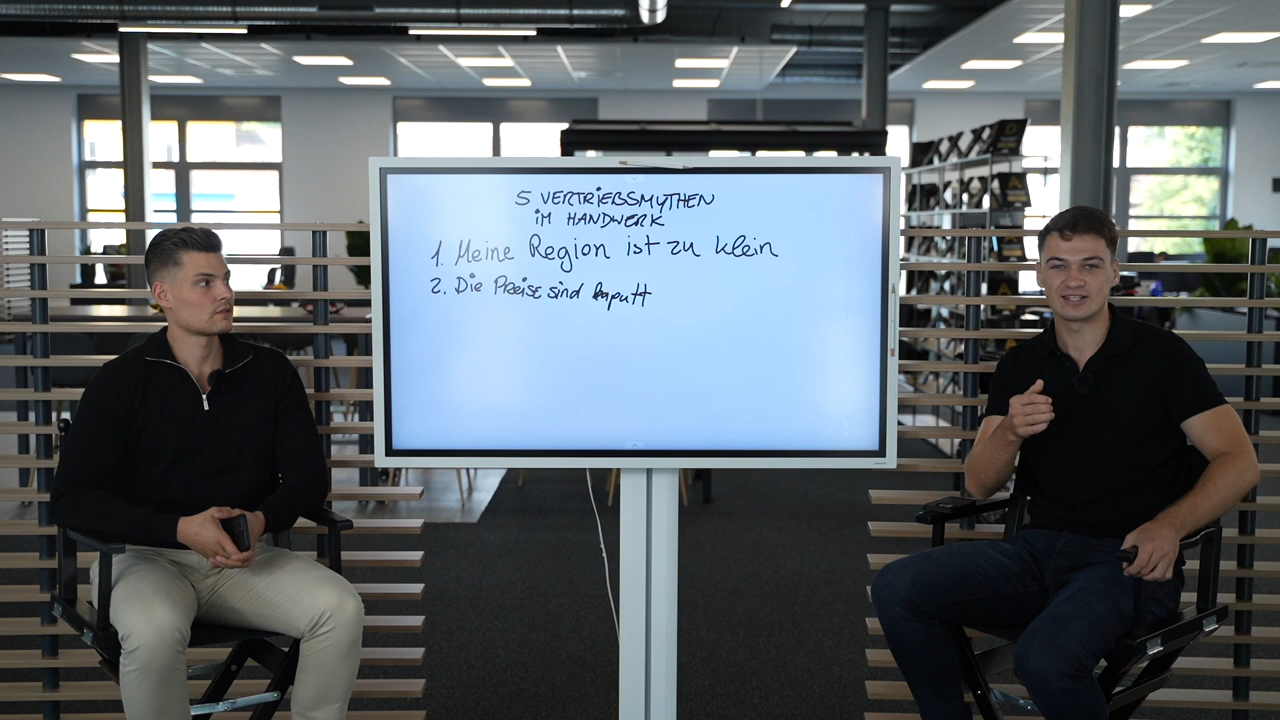 5 VERTRIEBSMYTHEN
IM HANDWERK
1. Meine Region ist zu klein
2. Die Preise sind kaputt